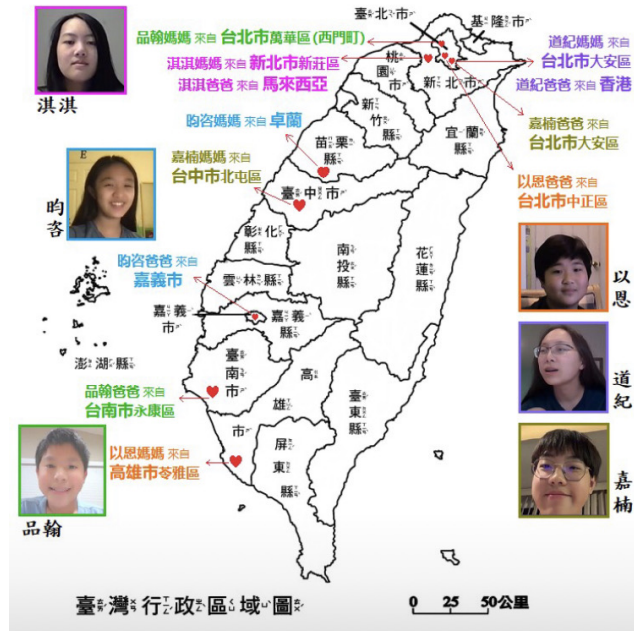 臺北市
基隆市
品翰媽媽 來自 台北市萬華區(西門町)
道紀媽媽 來自
台北市大安區
淇淇媽媽 來自 新北市新莊區
淇淇爸爸 來自 馬來西亞
道紀爸爸 來自 香港
淇淇
桃園市
新北市
新竹縣
宜蘭縣
昀咨媽媽 來自 卓蘭
嘉楠爸爸 來自
台北市大安區
苗栗縣
嘉楠媽媽 來自
台中市北屯區
以恩爸爸 來自
台北市中正區
E
昀咨
臺中市
彰化縣
南投縣
花蓮縣
以恩
昀咨爸爸 來自
嘉義市
雲林縣
嘉義市
嘉義縣
澎湖縣
臺南市
高雄市
臺東縣
道紀
品翰爸爸 來自
台南市永康區
屏東縣
以恩媽媽 來自
高雄市苓雅區
品翰
嘉楠
臺灣行政區域圖
ㄊㄞˊ ㄨㄢ ㄒㄧㄥˊ ㄓㄥˋ ㄑㄩ ㄩˋ ㄊㄨˊ
0 25 50公里